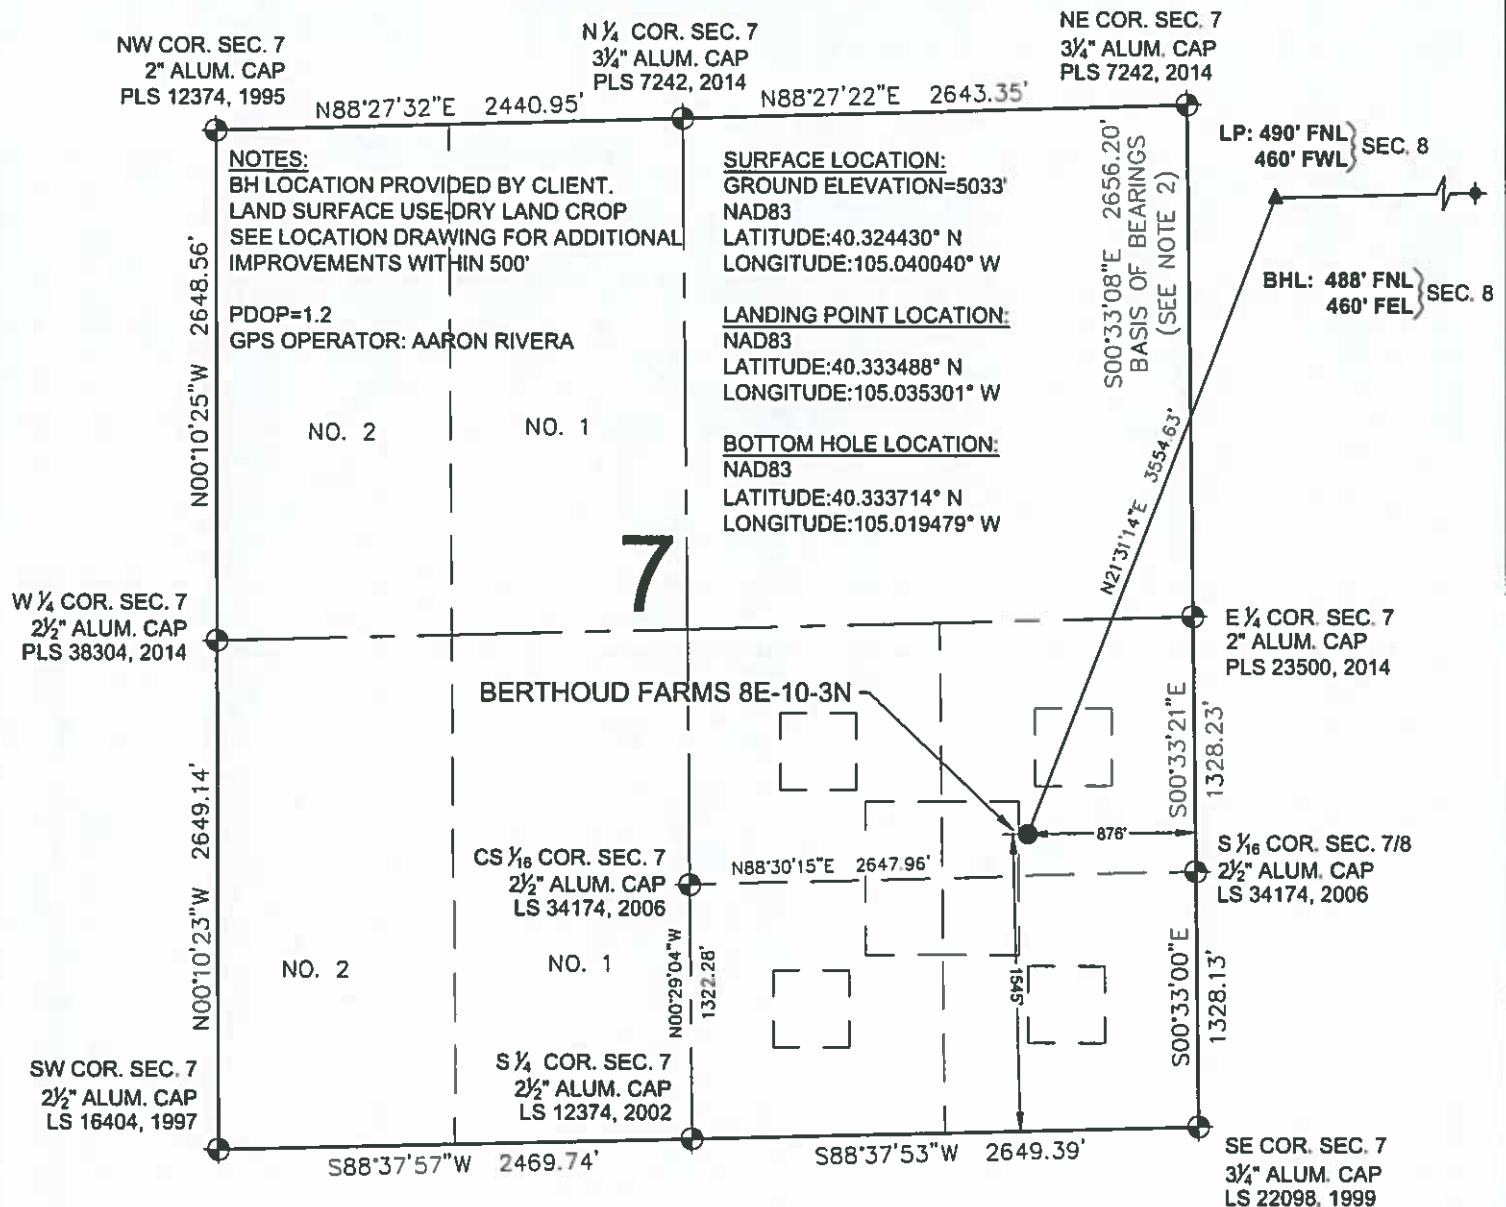 NW COR. SEC. 7
2" ALUM. CAP
PLS 12374, 1995
N ¼ COR. SEC. 7
3¼" ALUM. CAP
PLS 7242, 2014
NE COR. SEC. 7
3¼" ALUM. CAP
PLS 7242, 2014
N88°27'32"E 2440.95'
N88°27'22"E 2643.35'
NOTES:
BH LOCATION PROVIDED BY CLIENT.
LAND SURFACE USE-DRY LAND CROP
SEE LOCATION DRAWING FOR ADDITIONAL
IMPROVEMENTS WITHIN 500'
PDOP=1.2
GPS OPERATOR: AARON RIVERA
SURFACE LOCATION:
GROUND ELEVATION=5033'
NAD83
LATITUDE:40.324430° N
LONGITUDE:105.040040° W
LANDING POINT LOCATION:
NAD83
LATITUDE:40.333488° N
LONGITUDE:105.035301° W
BOTTOM HOLE LOCATION:
NAD83
LATITUDE:40.333714° N
LONGITUDE:105.019479° W
S00°33'08"E 2656.20'
BASIS OF BEARINGS
(SEE NOTE 2)
LP: 490' FNL
460' FWL
SEC. 8
BHL: 488' FNL
460' FEL
SEC. 8
N00°10'25"W 2648.56'
NO. 2
NO. 1
7
N21°31'14"E 3554.63'
W ¼ COR. SEC. 7
2½" ALUM. CAP
PLS 38304, 2014
E ¼ COR. SEC. 7
2" ALUM. CAP
PLS 23500, 2014
BERTHOUD FARMS 8E-10-3N
S00°33'21"E
1328.23'
876'
N00°10'23"W 2649.14'
CS 1⁄16 COR. SEC. 7
2½" ALUM. CAP
LS 34174, 2006
N88°30'15"E 2647.96'
S 1⁄16 COR. SEC. 7/8
2½" ALUM. CAP
LS 34174, 2006
NO. 2
NO. 1
N00°29'04"W
1322.28'
1545'
S00°33'00"E
1328.13'
SW COR. SEC. 7
2½" ALUM. CAP
LS 16404, 1997
S ¼ COR. SEC. 7
2½" ALUM. CAP
LS 12374, 2002
S88°37'57"W 2469.74'
S88°37'53"W 2649.39'
SE COR. SEC. 7
3¼" ALUM. CAP
LS 22098, 1999